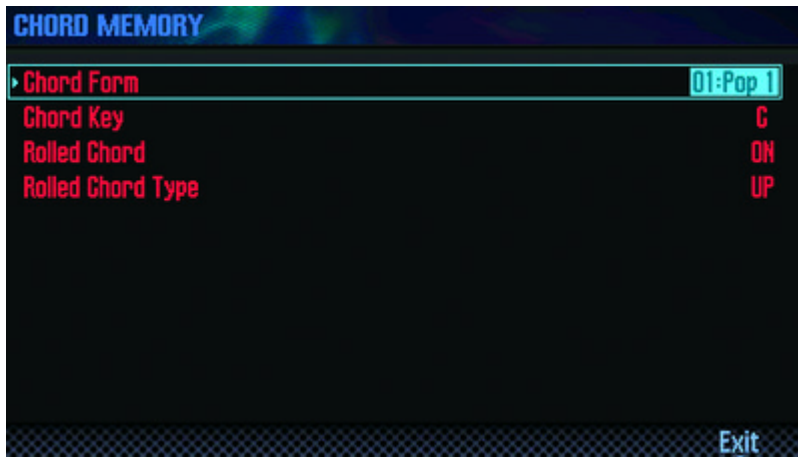 CHORD MEMORY
Chord Form 01:Pop 1
Chord Key C
Rolled Chord ON
Rolled Chord Type UP
Exit